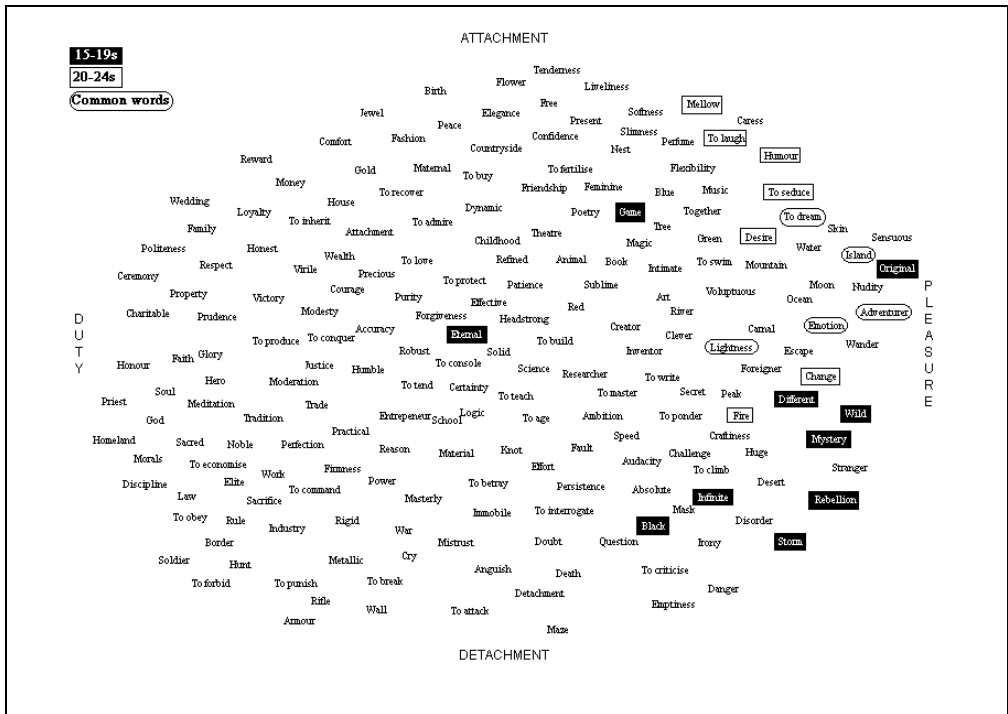 ATTACHMENT
15-19s
20-24s
Common words
Tenderness
Flower
Liveliness
Birth
Free
Mellow
Jewel
Elegance
Present
Softness
Caress
Peace
Comfort
Fashion
Confidence
Slimness
Perfume
To laugh
Countryside
Nest
Humour
Reward
Gold
Maternal
To buy
To fertilise
Flexibility
Money
To recover
Friendship
Feminine
Blue
Music
To seduce
Wedding
Loyalty
House
Dynamic
Poetry
Game
Together
To dream
Family
To inherit
Attachment
To admire
Theatre
Tree
Skin
Politeness
Honest
Childhood
Magic
Green
Desire
Water
Sensuous
Respect
Wealth
To love
Refined
Animal
Book
Intimate
To swim
Mountain
Island
Original
Ceremony
Virile
Precious
To protect
Patience
Sublime
Moon
Nudity
Property
Victory
Courage
Purity
Effective
Art
Voluptuous
Ocean
Charitable
Prudence
Modesty
Forgiveness
Headstrong
Red
River
Adventurer
DUTY
PLEASURE
To produce
To conquer
Accuracy
Eternal
To build
Creator
Clever
Carnal
Emotion
Honour
Faith
Glory
Justice
Humble
Robust
Solid
Inventor
Lightness
Escape
Wander
To console
Science
Researcher
To write
Foreigner
Change
Soul
Hero
Moderation
To tend
Certainty
To teach
To master
Secret
Peak
Different
Priest
Meditation
Trade
God
Tradition
Entrepeneur
School
Logic
To age
Ambition
To ponder
Fire
Wild
Homeland
Sacred
Noble
Perfection
Practical
Reason
Material
Knot
Fault
Speed
Craftiness
Mystery
Morals
To economise
Work
Firmness
Effort
Audacity
Challenge
Huge
Stranger
Discipline
Elite
To command
Power
To betray
Persistence
Absolute
To climb
Desert
Law
Sacrifice
Masterly
Infinite
Rebellion
To obey
Rule
Industry
Rigid
War
Immobile
To interrogate
Black
Mask
Disorder
Border
Mistrust
Doubt
Question
Irony
Storm
Soldier
Hunt
Metallic
Cry
To forbid
To punish
To break
Anguish
Death
To criticise
Rifle
Detachment
Danger
Armour
Wall
To attack
Emptiness
Maze
DETACHMENT